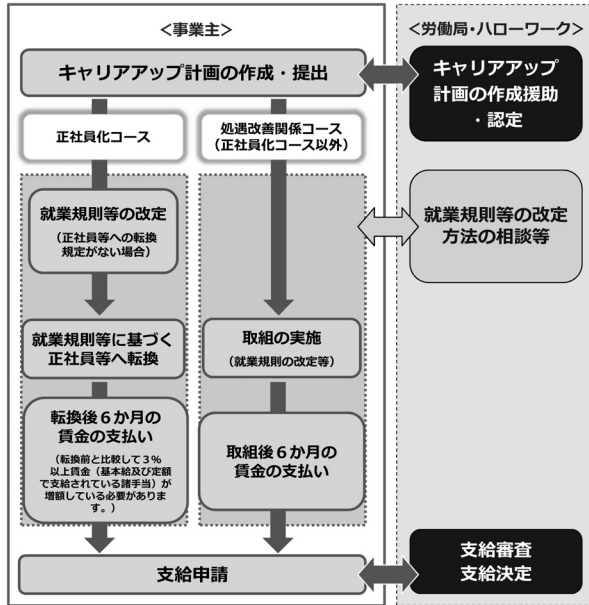 <事業主>
<労働局・ハローワーク>
キャリアアップ計画の作成・提出
キャリアアップ
計画の作成援助
・認定
正社員化コース
処遇改善関係コース
（正社員化コース以外）
就業規則等の改定
（正社員等への転換
規定がない場合）
就業規則等の改定
方法の相談等
就業規則等に基づく
正社員等へ転換
取組の実施
（就業規則の改定等）
転換後６か月の
賃金の支払い
（転換前と比較して３％
以上賃金（基本給及び定額
で支給されている諸手当）が
増額している必要がありま
す。）
取組後６か月の
賃金の支払い
支給申請
支給審査
支給決定